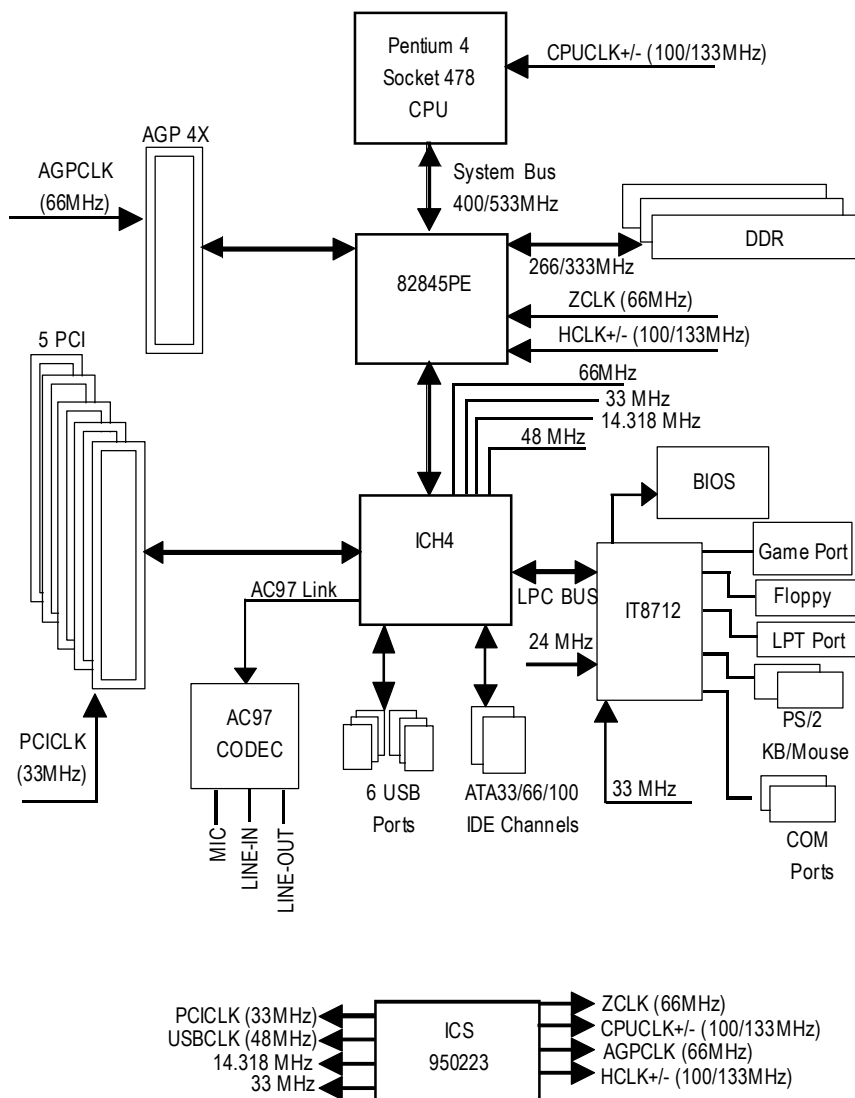 Pentium 4
Socket 478
CPU
CPUCLK+/- (100/133MHz)
AGP 4X
AGPCLK
(66MHz)
System Bus
400/533MHz
DDR
266/333MHz
82845PE
ZCLK (66MHz)
HCLK+/- (100/133MHz)
5 PCI
66MHz
33 MHz
14.318 MHz
48 MHz
BIOS
ICH4
Game Port
AC97 Link
LPC BUS
IT8712
Floppy
24 MHz
LPT Port
AC97
CODEC
PS/2
KB/Mouse
PCICLK
(33MHz)
33 MHz
6 USB
Ports
ATA33/66/100
IDE Channels
MIC
LINE-IN
LINE-OUT
COM
Ports
PCICLK (33MHz)
USBCLK (48MHz)
14.318 MHz
33 MHz
ICS
950223
ZCLK (66MHz)
CPUCLK+/- (100/133MHz)
AGPCLK (66MHz)
HCLK+/- (100/133MHz)